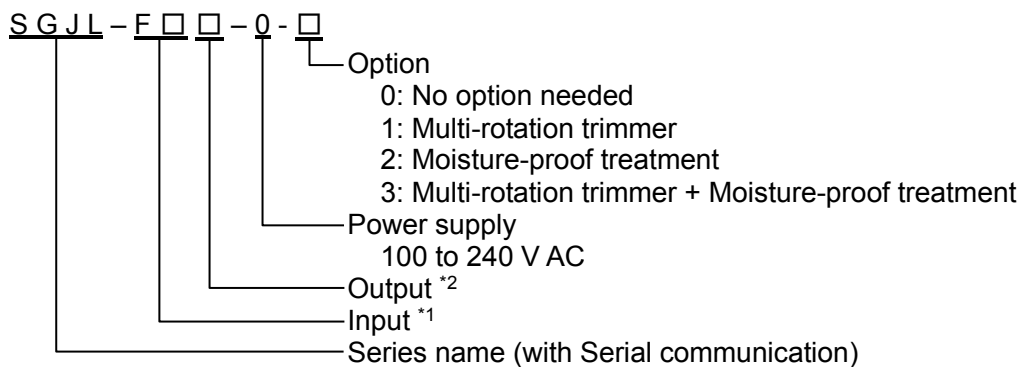 S G J L – F □ □ – 0 - □
Option
0: No option needed
1: Multi-rotation trimmer
2: Moisture-proof treatment
3: Multi-rotation trimmer + Moisture-proof treatment
Power supply
100 to 240 V AC
Output *2
Input *1
Series name (with Serial communication)